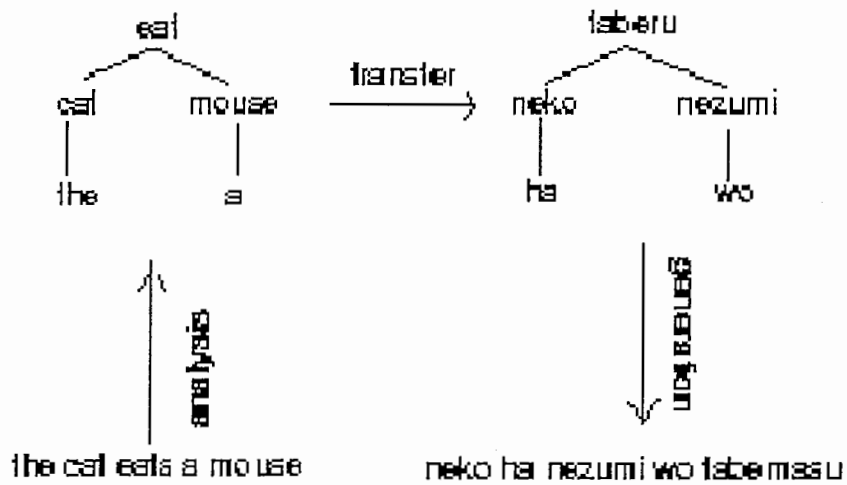 eat taberu
transfer
cat mouse neko nezumi
the a ha wo
analysis generation
the cat eats a mouse neko ha nezumi wo tabemasu